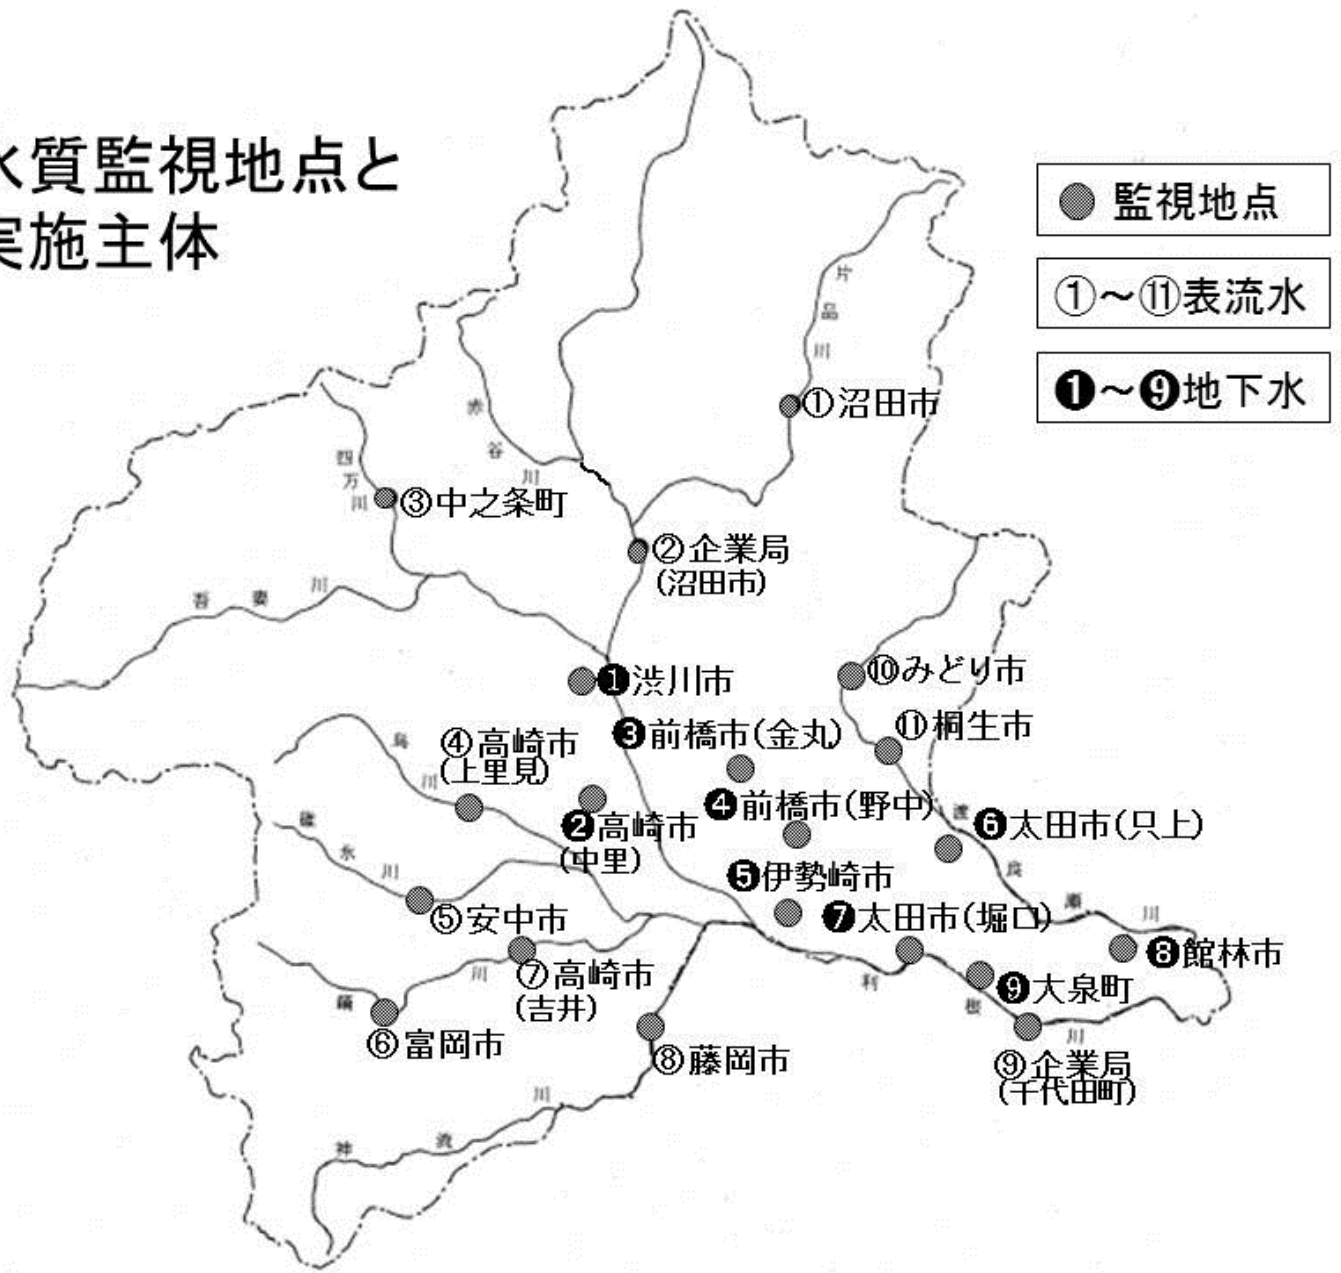 水質監視地点と
実施主体
監視地点
①～⑪表流水
❶～❾地下水
片品川
①沼田市
赤谷川
四万川
③中之条町
②企業局
(沼田市)
吾妻川
❶渋川市
⑩みどり市
⑪桐生市
❸前橋市(金丸)
④高崎市
(上里見)
烏川
❷高崎市
(中里)
❹前橋市(野中)
渡良瀬川
❻太田市(只上)
碓氷川
⑤安中市
❺伊勢崎市
❼太田市(堀口)
❽館林市
⑦高崎市
(吉井)
鏑川
⑥富岡市
利根川
❾大泉町
⑧藤岡市
⑨企業局
(千代田町)
神流川